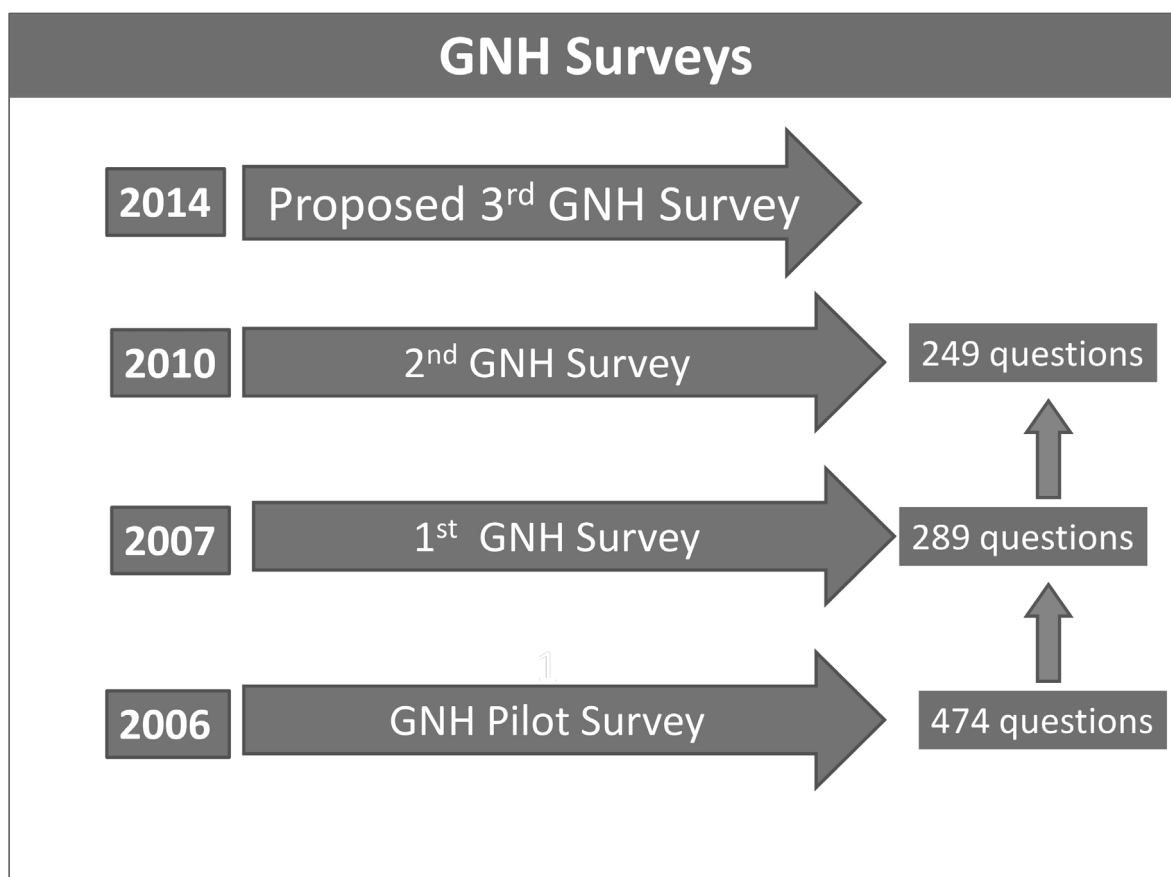 GNH Surveys
2014
Proposed 3rd GNH Survey
2010
2nd GNH Survey
249 questions
2007
1st GNH Survey
289 questions
1
2006
GNH Pilot Survey
474 questions